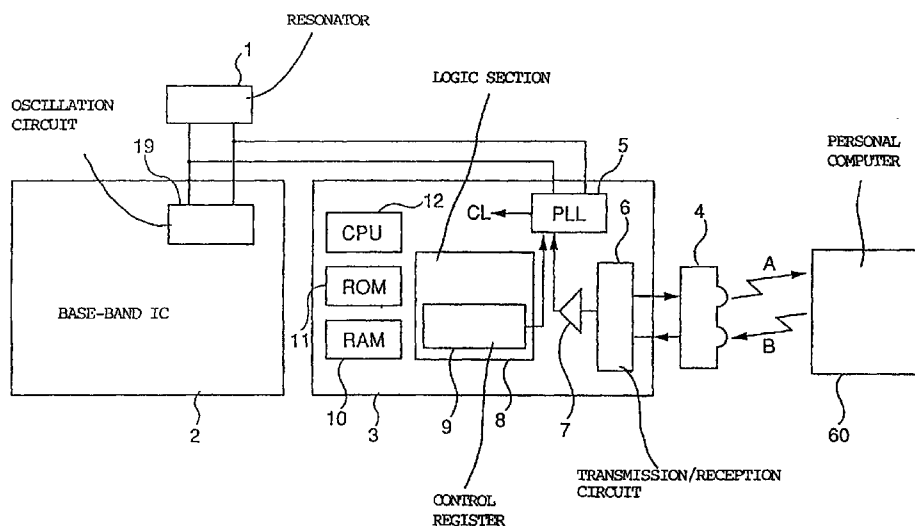 RESONATOR
1
LOGIC SECTION
OSCILLATION
CIRCUIT
19
5
PERSONAL
COMPUTER
12
CL
PLL
6
4
CPU
A
ROM
BASE-BAND IC
11
B
RAM
2
10
3
9
8
7
60
TRANSMISSION/RECEPTION
CIRCUIT
CONTROL
REGISTER